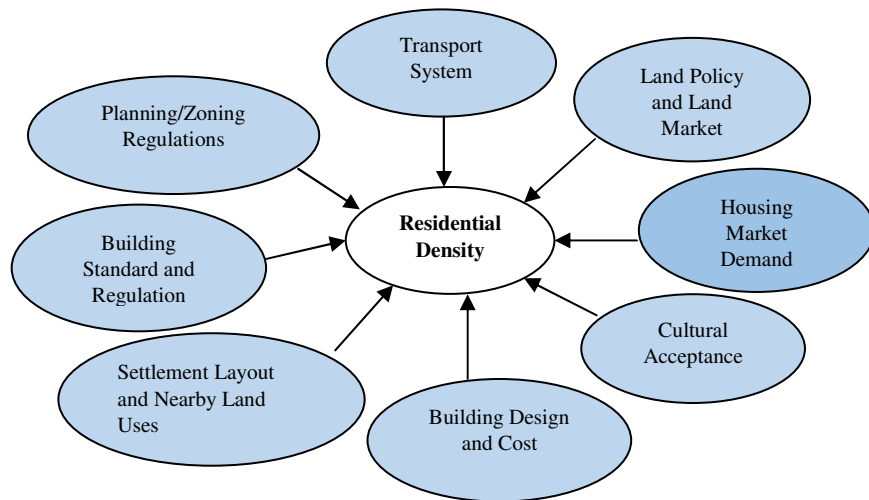 Transport
System
Land Policy
and Land
Market
Planning/Zoning
Regulations
Housing
Market
Demand
Residential
Density
Building
Standard and
Regulation
Cultural
Acceptance
Settlement Layout
and Nearby Land
Uses
Building Design
and Cost